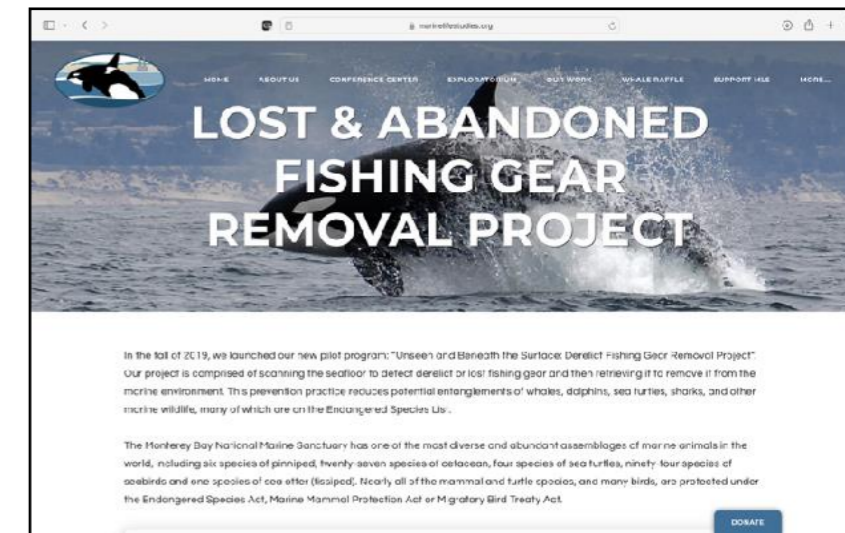 marinelifestudies.org
HOME ABOUT US CONFERENCE CENTER EXPLORATORIUM OUR WORK WHALE RAFFLE SUPPORT MLS MORE...
LOST & ABANDONED
FISHING GEAR
REMOVAL PROJECT
In the fall of 2019, we launched our new pilot program: "Unseen and Beneath the Surface: Derelict Fishing Gear Removal Project".
Our project is comprised of scanning the seafloor to detect derelict or lost fishing gear and then retrieving it to remove it from the
marine environment. This prevention practice reduces potential entanglements of whales, dolphins, sea turtles, sharks, and other
marine wildlife, many of which are on the Endangered Species List.
The Monterey Bay National Marine Sanctuary has one of the most diverse and abundant assemblages of marine animals in the
world, including six species of pinniped, twenty-seven species of cetacean, four species of sea turtles, ninety-four species of
seabirds and one species of sea otter (fissiped). Nearly all of the mammal and turtle species, and many birds, are protected under
the Endangered Species Act, Marine Mammal Protection Act or Migratory Bird Treaty Act.
DONATE